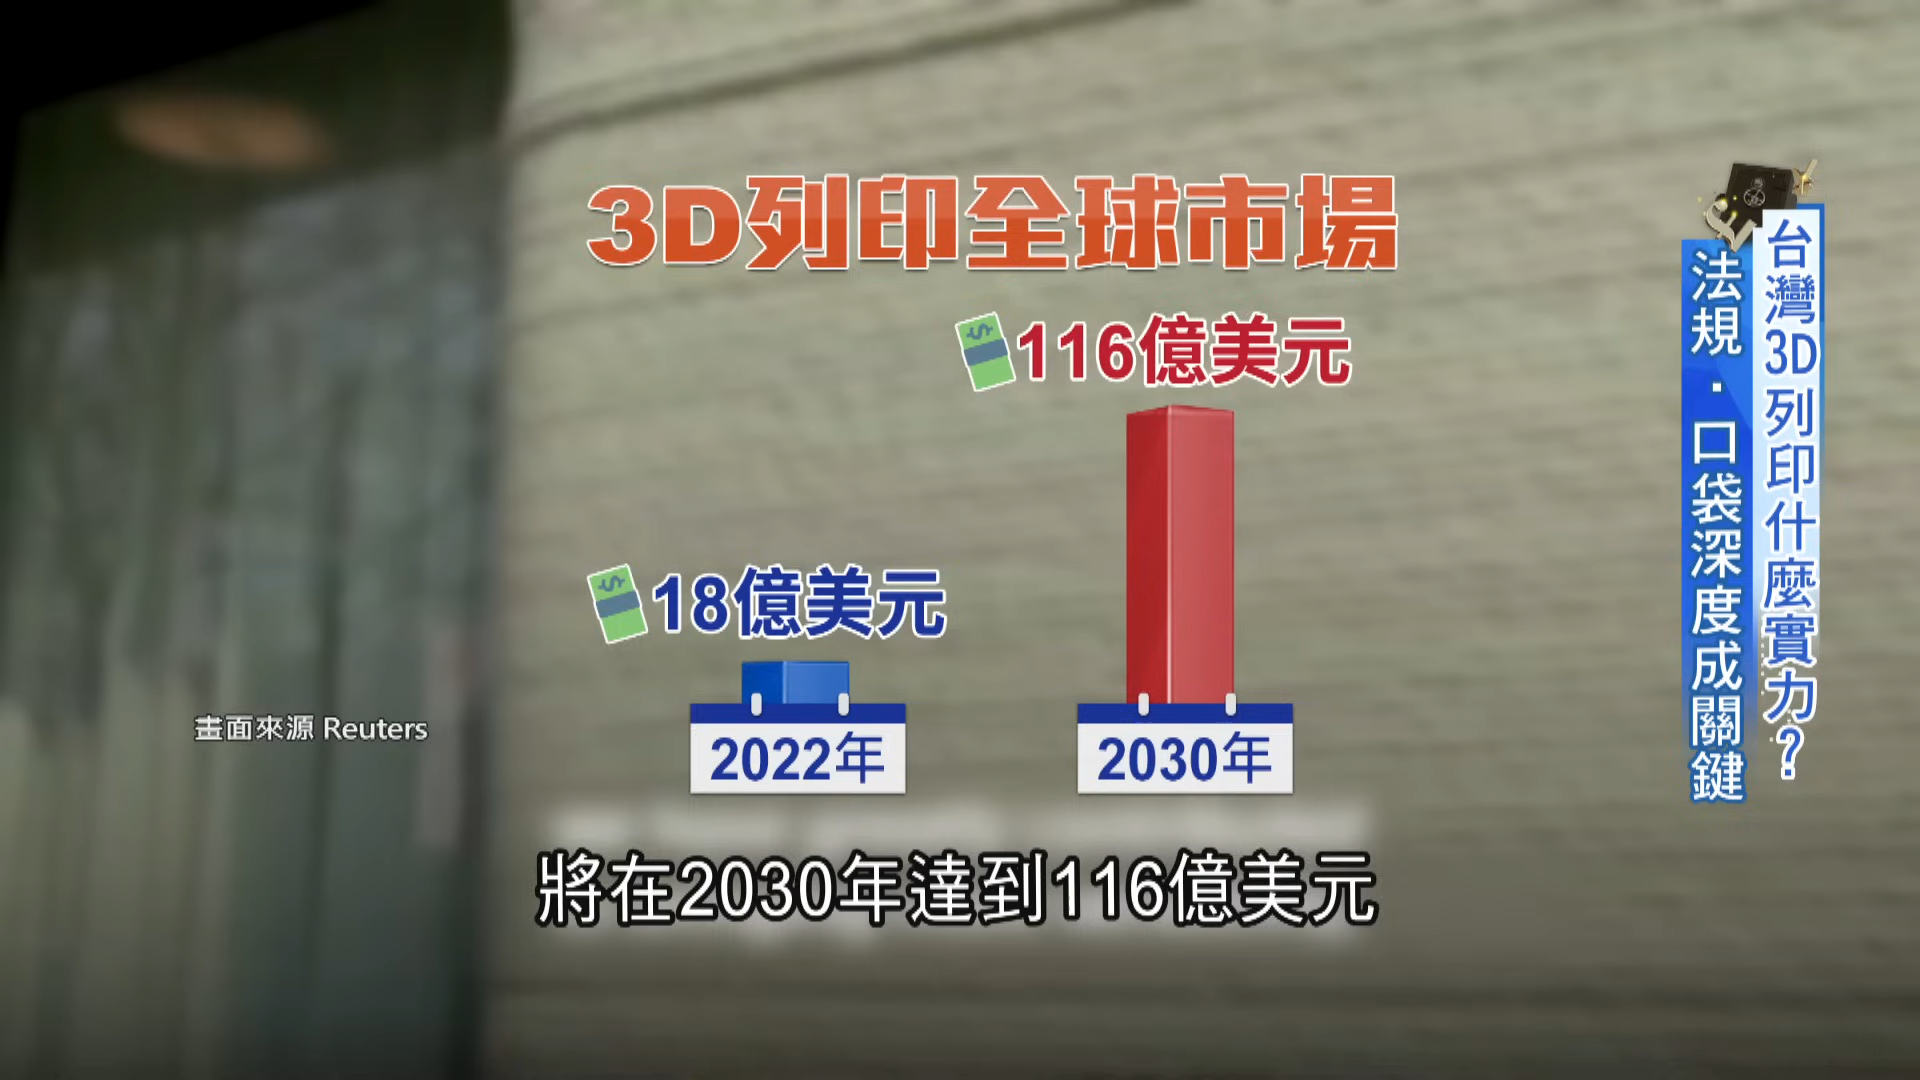 3D列印全球市場
116億美元
18億美元
2022年
2030年
畫面來源 Reuters
將在2030年達到116億美元
台灣3D列印什麼實力?
法規．口袋深度成關鍵